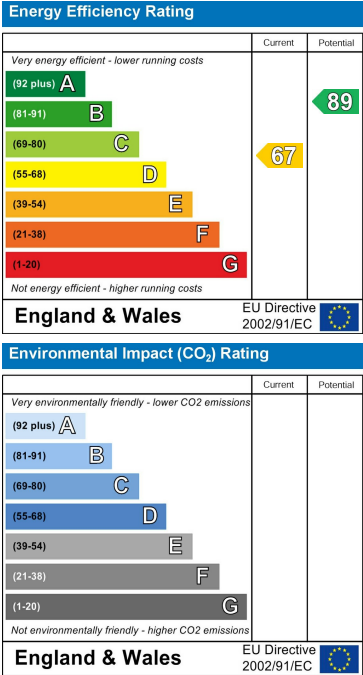 Energy Efficiency Rating
Current Potential
Very energy efficient - lower running costs
(92 plus) A
(81-91) B
(69-80) C
(55-68) D
(39-54) E
(21-38) F
(1-20) G
67
89
Not energy efficient - higher running costs
England & Wales
EU Directive
2002/91/EC
Environmental Impact (CO₂) Rating
Current Potential
Very environmentally friendly - lower CO2 emissions
(92 plus) A
(81-91) B
(69-80) C
(55-68) D
(39-54) E
(21-38) F
(1-20) G
Not environmentally friendly - higher CO2 emissions
England & Wales
EU Directive
2002/91/EC